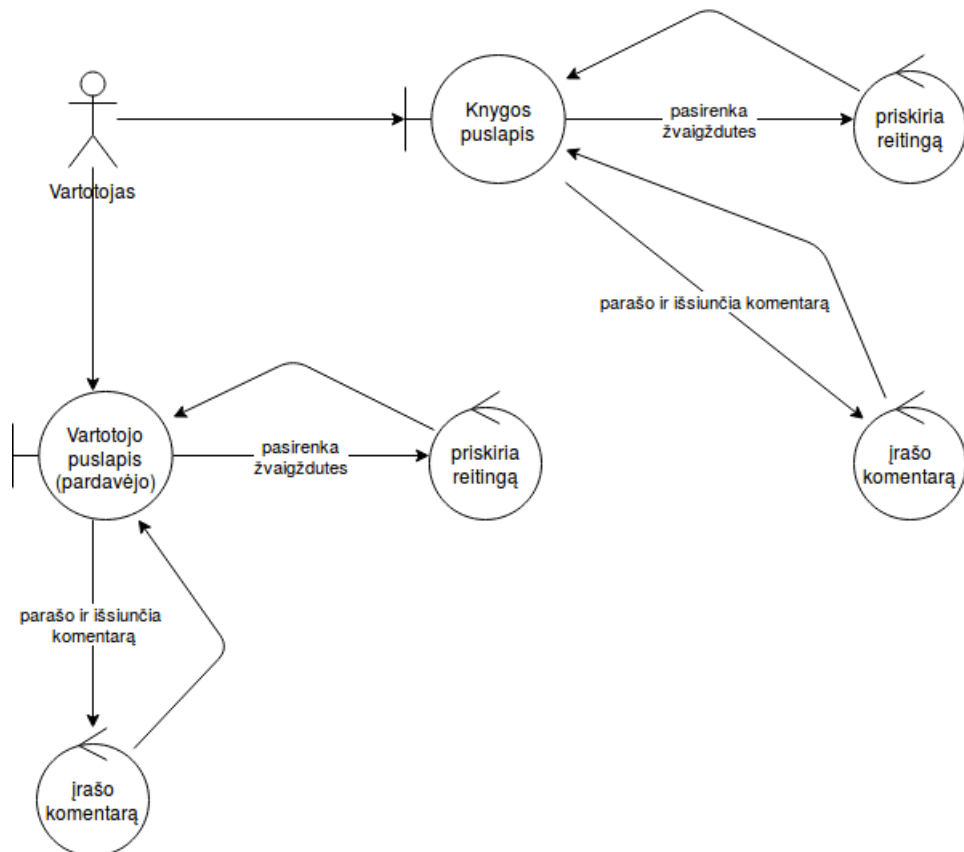 Vartotojas
Knygos
puslapis
pasirenka
žvaigždutes
priskiria
reitingą
parašo ir išsiunčia komentarą
įrašo
komentarą
Vartotojo
puslapis
(pardavėjo)
pasirenka
žvaigždutes
priskiria
reitingą
parašo ir išsiunčia
komentarą
įrašo
komentarą